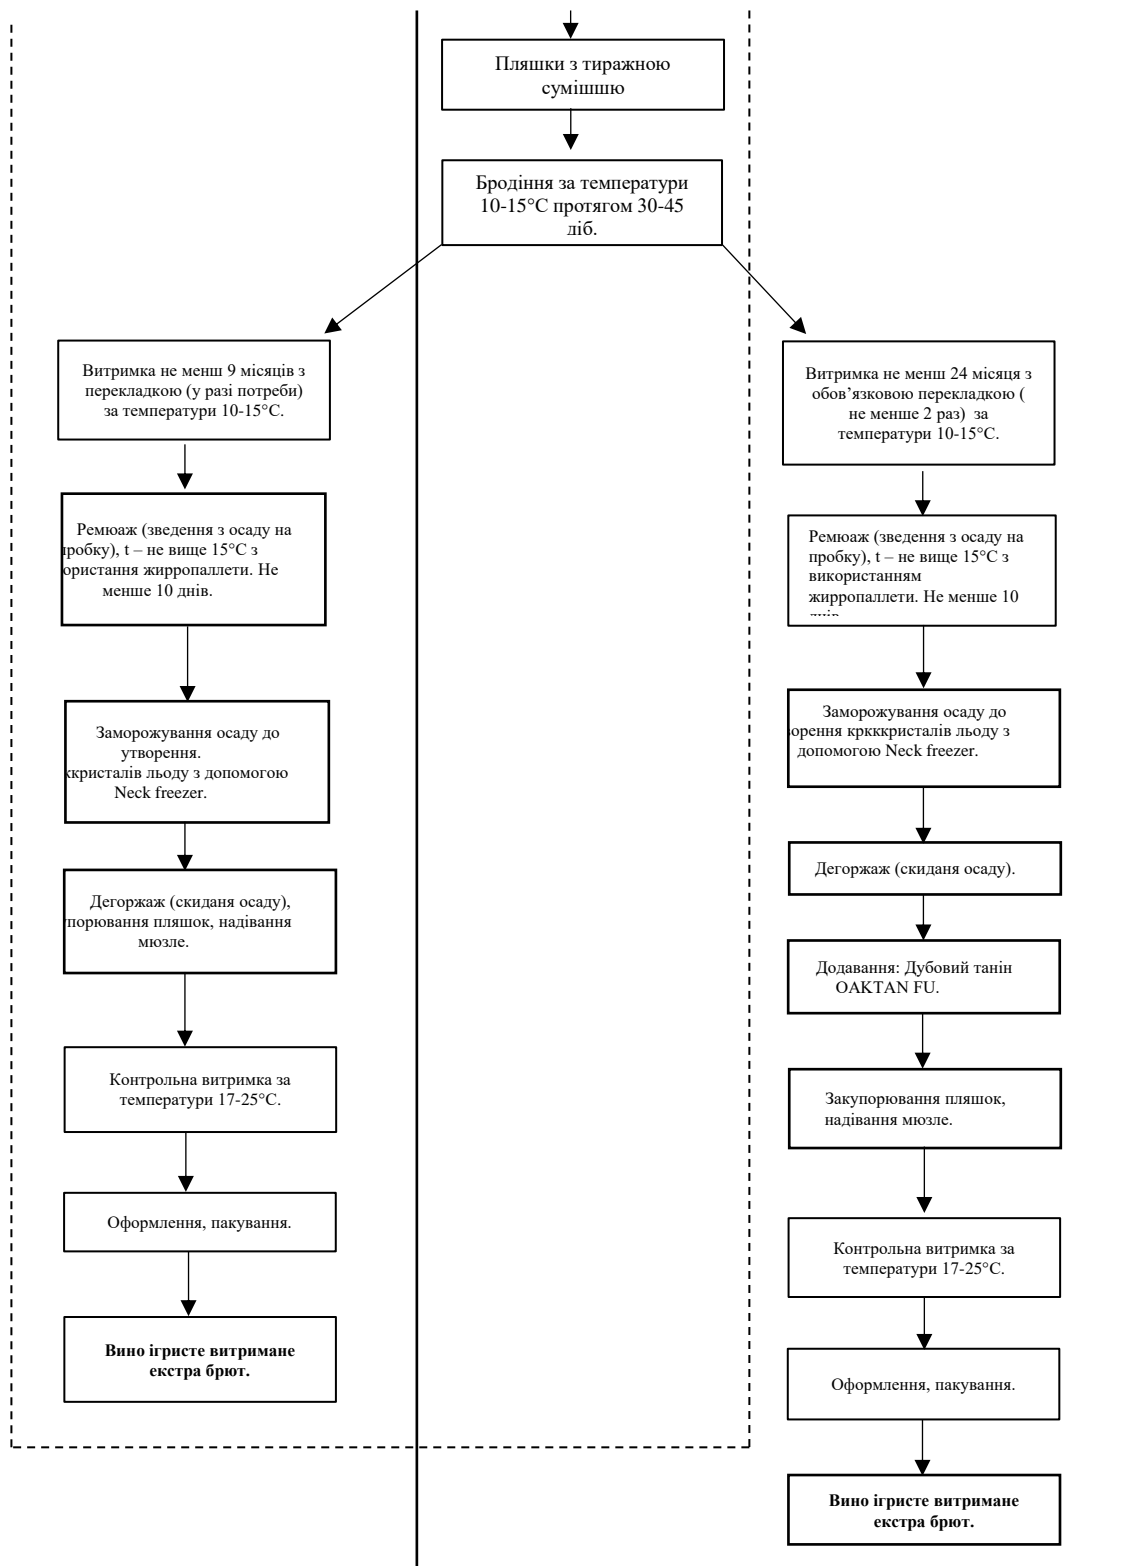 Пляшки з тиражною
сумішшю
Бродіння за температури
10-15°С протягом 30-45
діб.
Витримка не менш 9 місяців з
перекладкою (у разі потреби)
за температури 10-15°С.
Ремюаж (зведення з осаду на
пробку), t – не вище 15°С з
ористання жирропаллети. Не
менше 10 днів.
Заморожування осаду до
утворення.
ккристалів льоду з допомогою
Neck freezer.
Дегоржаж (скиданя осаду),
порювання пляшок, надівання
мюзле.
Контрольна витримка за
температури 17-25°С.
Оформлення, пакування.
Вино ігристе витримане
екстра брют.
Витримка не менш 24 місяця з
обов’язковою перекладкою (
не менше 2 раз) за
температури 10-15°С.
Ремюаж (зведення з осаду на
пробку), t – не вище 15°С з
використанням
жирропаллети. Не менше 10
днів
Заморожування осаду до
орення кркккристалів льоду з
допомогою Neck freezer.
Дегоржаж (скиданя осаду).
Додавання: Дубовий танін
OAKTAN FU.
Закупорювання пляшок,
надівання мюзле.
Контрольна витримка за
температури 17-25°С.
Оформлення, пакування.
Вино ігристе витримане
екстра брют.